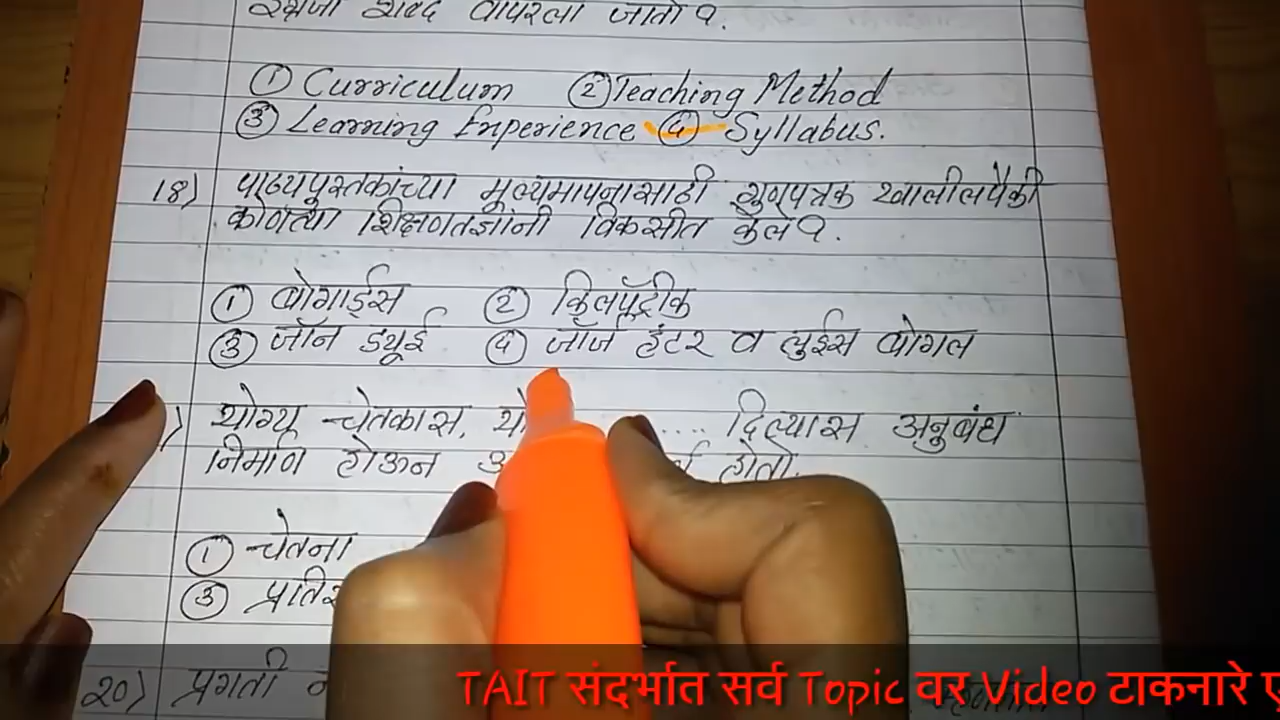 शब्द वापरला जातो?.
① Curriculum ② Teaching Method
③ Learning Experience ④ Syllabus.
18) पाठ्यपुस्तकांच्या मूल्यमापनासाठी गुणपत्रक खालीलपैकी
कोणत्या शिक्षणतज्ज्ञांनी विकसीत केले?.
① बोगाईस ② किलपॅट्रीक
③ जॉन ड्यूई ④ जॉर्ज हंटर व लुईस बोगल
योग्य चेतकास, यो ..... दिल्यास अनुबंध
निर्माण होऊन होतो.
① चेतना
③
20) प्रगती
TAIT संदर्भात सर्व Topic वर Video टाकनारे